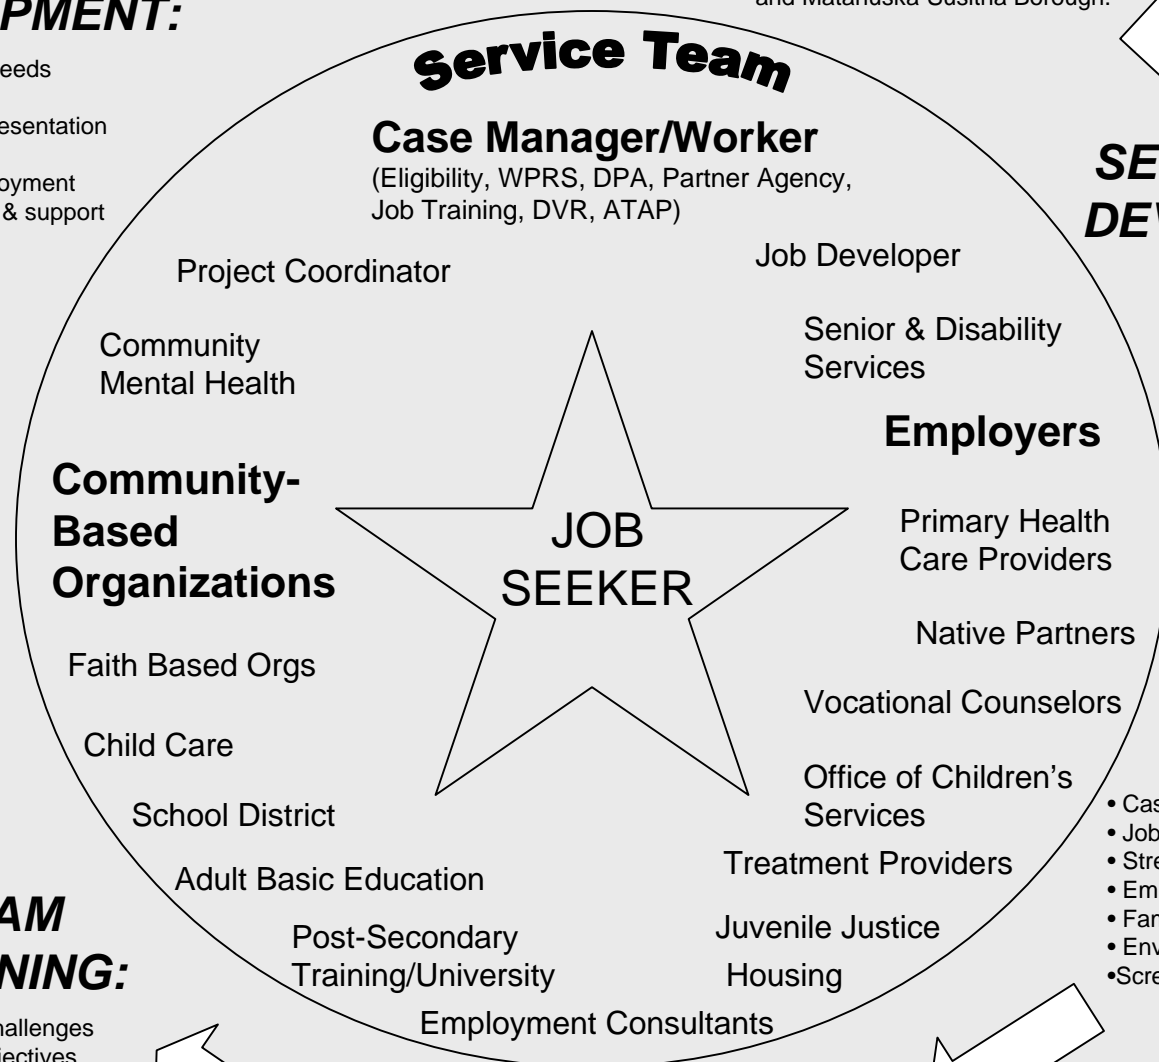 PMENT:
and Matanuska Susitna Borough.
eeds
esentation
oyment
& support
Service Team
Case Manager/Worker
(Eligibility, WPRS, DPA, Partner Agency,
Job Training, DVR, ATAP)
SE
DEV
Project Coordinator
Job Developer
Community
Mental Health
Senior & Disability
Services
Employers
Community-
Based
Organizations
JOB
SEEKER
Primary Health
Care Providers
Native Partners
Faith Based Orgs
Vocational Counselors
Child Care
Office of Children's
Services
School District
Treatment Providers
Adult Basic Education
Juvenile Justice
Post-Secondary
Training/University
Housing
Employment Consultants
• Cas
• Job
• Stre
• Em
• Fam
• Env
•Scre
AM
NING:
hallenges
jectives